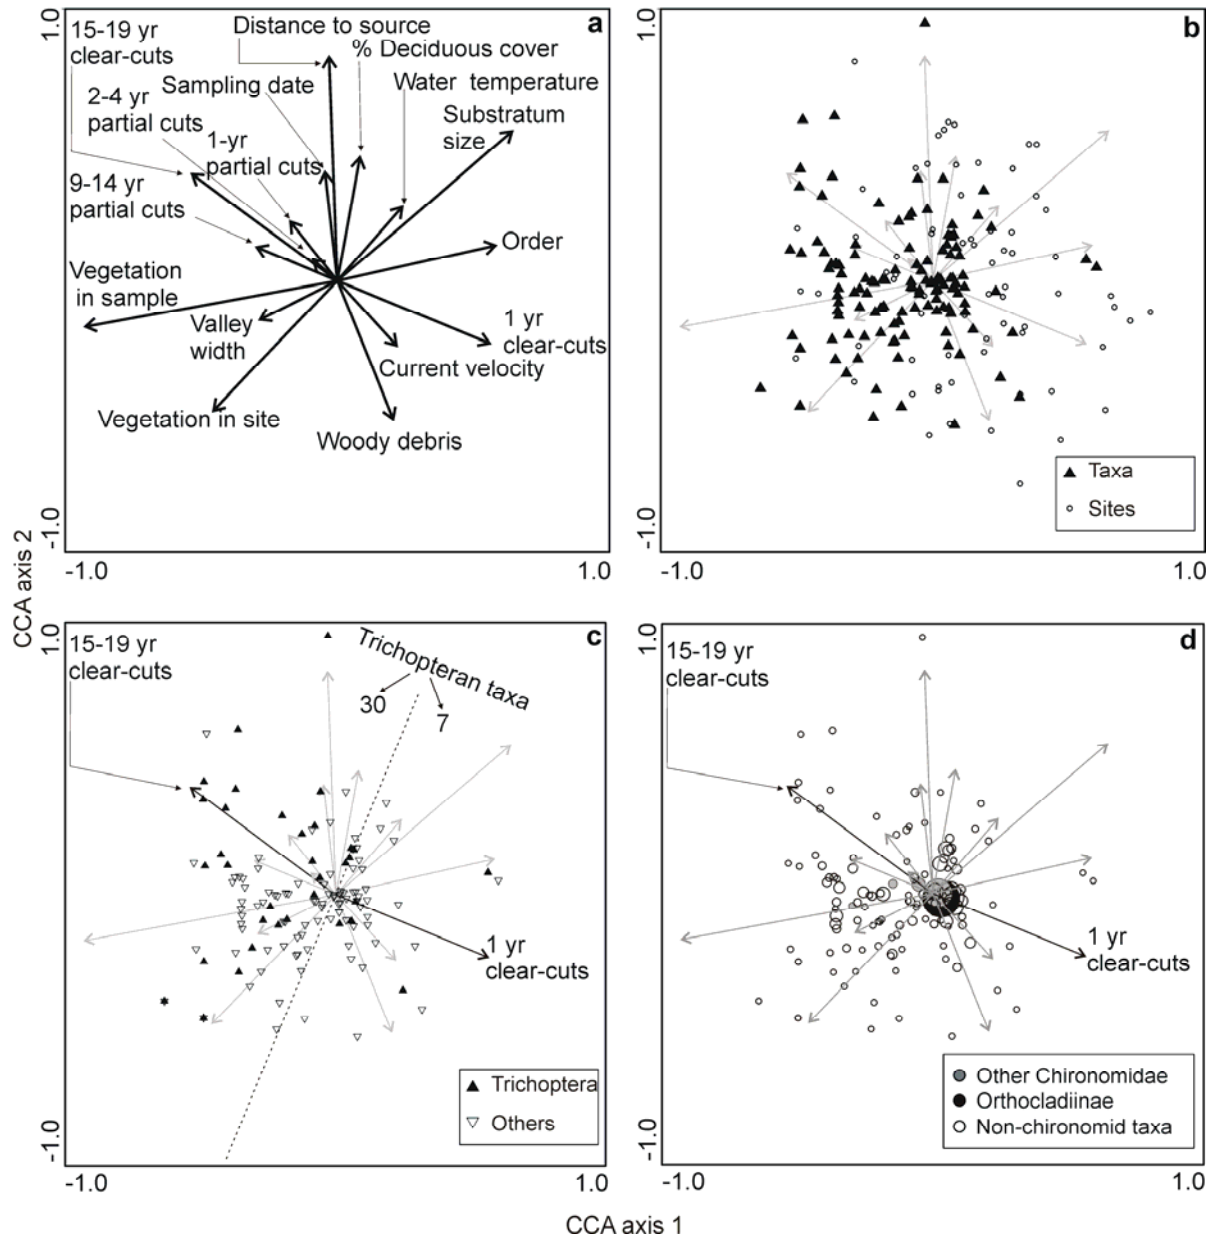 a
1.0
15-19 yr
clear-cuts
Distance to source
% Deciduous cover
Sampling date
Water temperature
2-4 yr
partial cuts
Substratum
size
1-yr
partial cuts
9-14 yr
partial cuts
Order
Vegetation
in sample
Valley
width
1 yr
clear-cuts
Current velocity
Vegetation in site
Woody debris
-1.0
-1.0
1.0
b
1.0
Taxa
Sites
-1.0
-1.0
1.0
CCA axis 2
c
1.0
15-19 yr
clear-cuts
Trichopteran taxa
30
7
1 yr
clear-cuts
Trichoptera
Others
-1.0
-1.0
1.0
d
1.0
15-19 yr
clear-cuts
1 yr
clear-cuts
Other Chironomidae
Orthocladiinae
Non-chironomid taxa
-1.0
-1.0
1.0
CCA axis 1